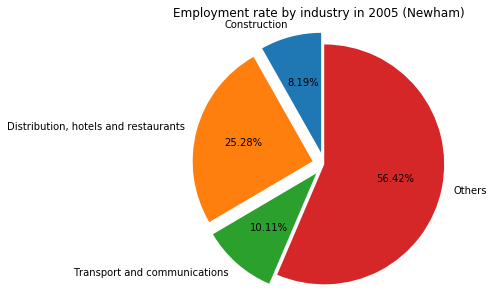 Employment rate by industry in 2005 (Newham)
Construction
8.19%
Distribution, hotels and restaurants
25.28%
56.42%
Others
10.11%
Transport and communications